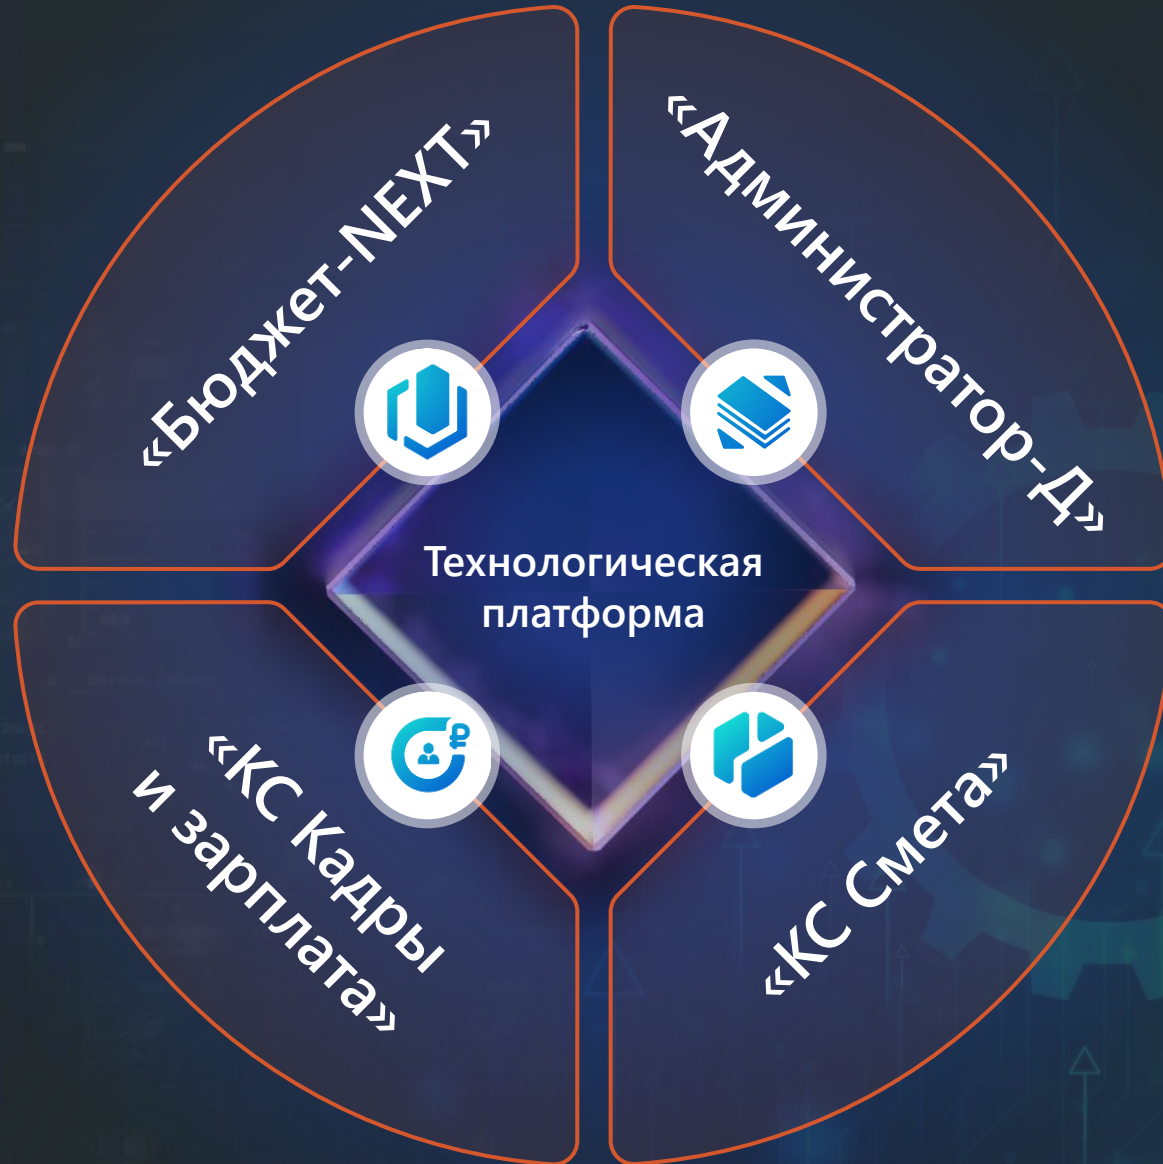 «Бюджет-NEXT»
«Администратор-Д»
Технологическая
платформа
«КС Кадры
и зарплата»
«КС Смета»